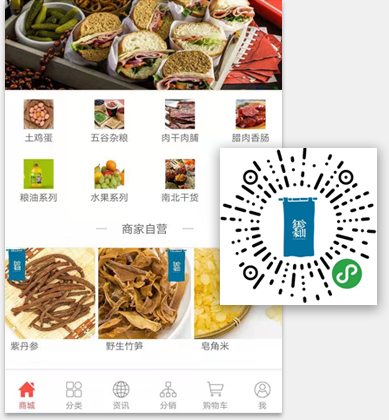 土鸡蛋
五谷杂粮
肉干肉脯
腊肉香肠
粮油系列
水果系列
南北干货
商家自营
紫丹参
野生竹笋
皂角米
商城
分类
资讯
分销
购物车
我